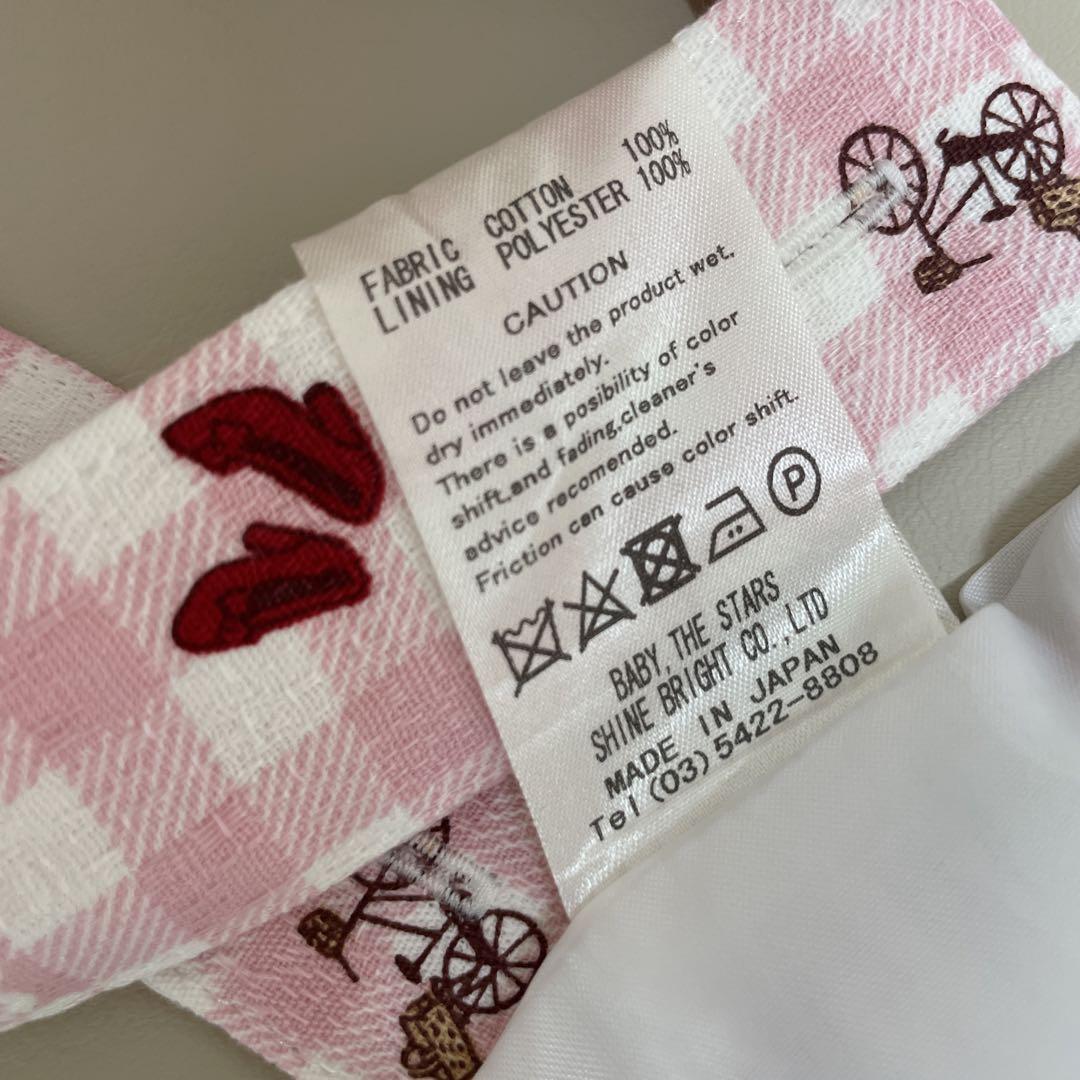 FABRIC COTTON 100%
LINING POLYESTER 100%
CAUTION
Do not leave the product wet,
dry immediately.
There is a posibility of color
shift.and fading,cleaner's
advice recomended.
Friction can cause color shift.
P
BABY, THE STARS
SHINE BRIGHT CO.,LTD
MADE IN JAPAN
Tel (03)5422-8808